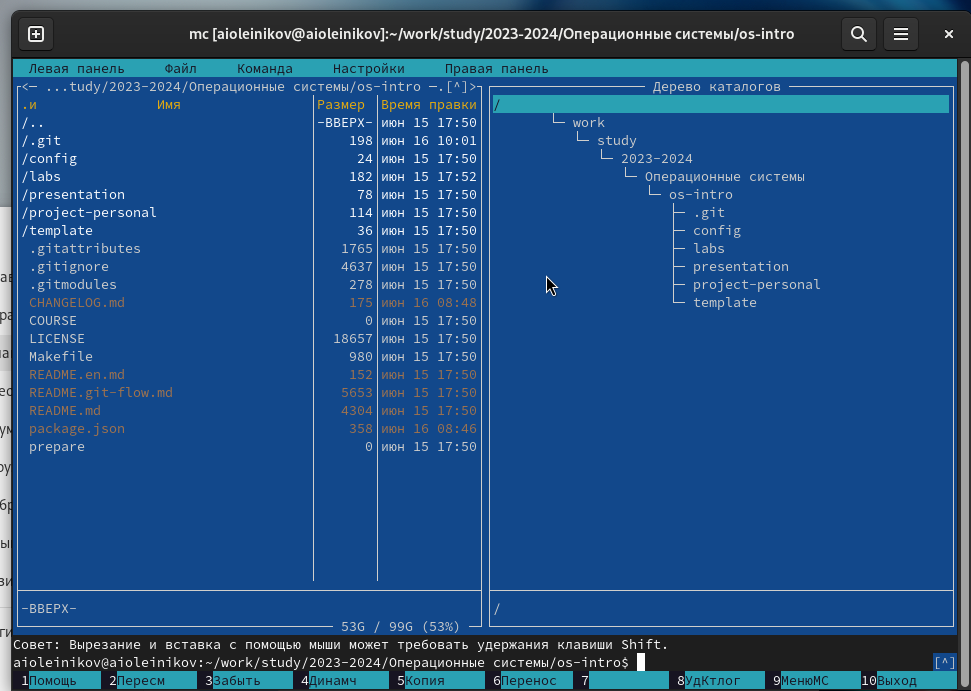 mc [aioleinikov@aioleinikov]:~/work/study/2023-2024/Операционные системы/os-intro
Левая панель Файл Команда Настройки Правая панель
<— ...tudy/2023-2024/Операционные системы/os-intro —.[^]>
.и Имя Размер Время правки
/.. -ВВЕРХ- июн 15 17:50
/.git 198 июн 16 10:01
/config 24 июн 15 17:50
/labs 182 июн 15 17:52
/presentation 78 июн 15 17:50
/project-personal 114 июн 15 17:50
/template 36 июн 15 17:50
.gitattributes 1765 июн 15 17:50
.gitignore 4637 июн 15 17:50
.gitmodules 278 июн 15 17:50
CHANGELOG.md 175 июн 16 08:48
COURSE 0 июн 15 17:50
LICENSE 18657 июн 15 17:50
Makefile 980 июн 15 17:50
README.en.md 152 июн 15 17:50
README.git-flow.md 5653 июн 15 17:50
README.md 4304 июн 15 17:50
package.json 358 июн 16 08:46
prepare 0 июн 15 17:50
-ВВЕРХ-
53G / 99G (53%)
Дерево каталогов
/
work
study
2023-2024
Операционные системы
os-intro
.git
config
labs
presentation
project-personal
template
/
Совет: Вырезание и вставка с помощью мыши может требовать удержания клавиши Shift.
aioleinikov@aioleinikov:~/work/study/2023-2024/Операционные системы/os-intro$ [^]
1Помощь 2Пересм 3Забыть 4Динамч 5Копия 6Перенос 7 8УдКтлог 9МенюМС 10Выход